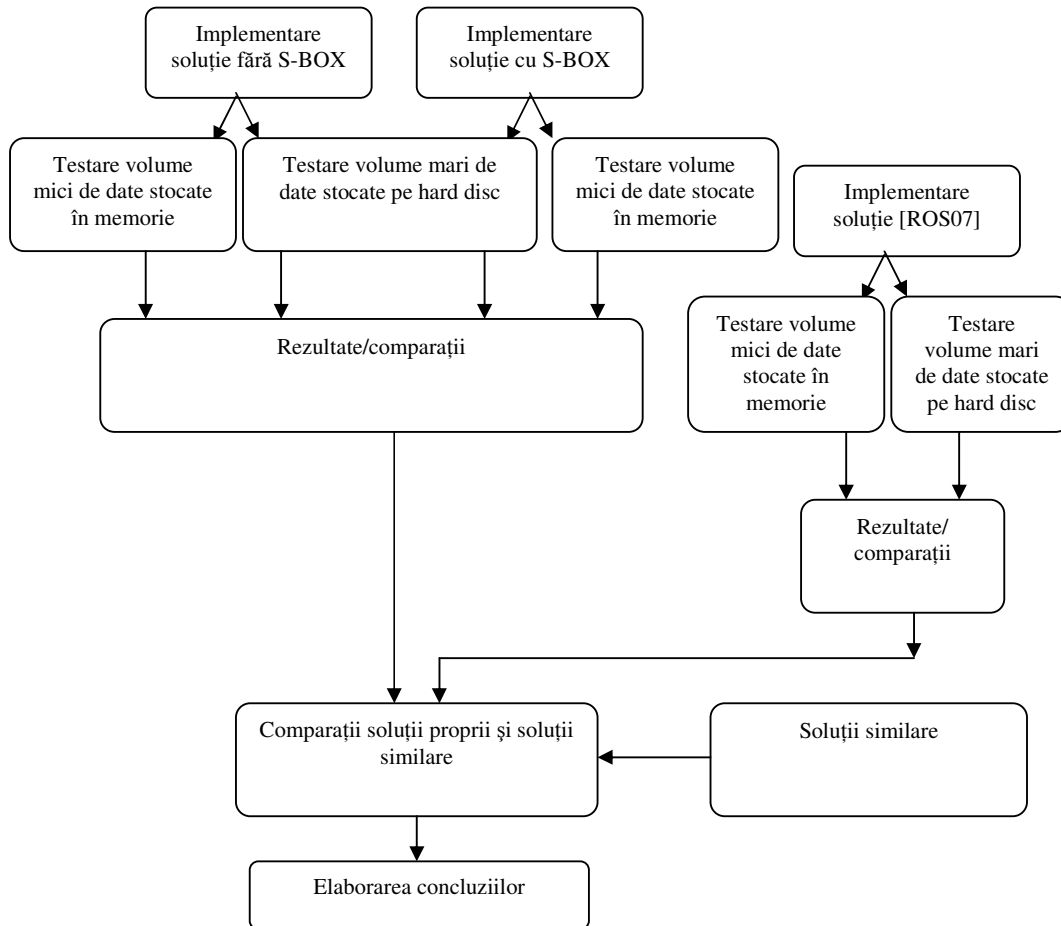 Implementare
soluție fără S-BOX
Implementare
soluție cu S-BOX
Testare volume
mici de date stocate
în memorie
Testare volume mari de
date stocate pe hard disc
Testare volume
mici de date stocate
în memorie
Implementare
soluție [ROS07]
Rezultate/comparații
Testare volume
mici de date
stocate în
memorie
Testare
volume mari
de date stocate
pe hard disc
Rezultate/
comparații
Comparații soluții proprii şi soluții
similare
Soluții similare
Elaborarea concluziilor